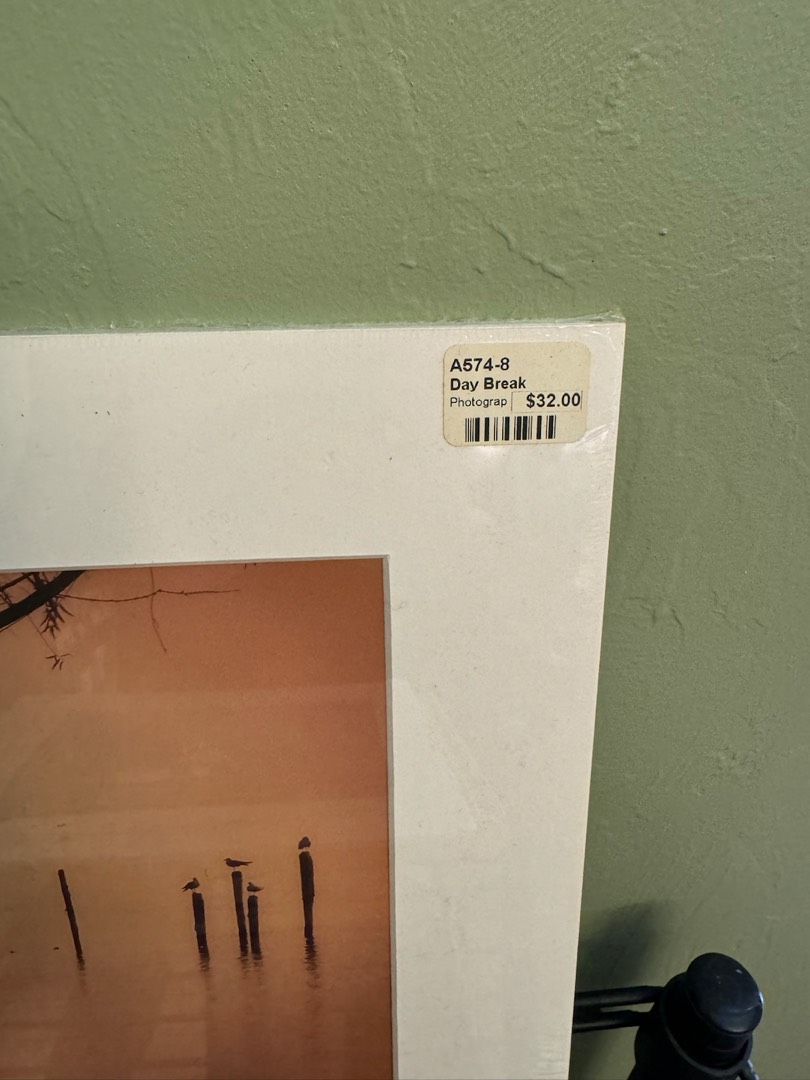 A574-8
Day Break
Photograp $32.00